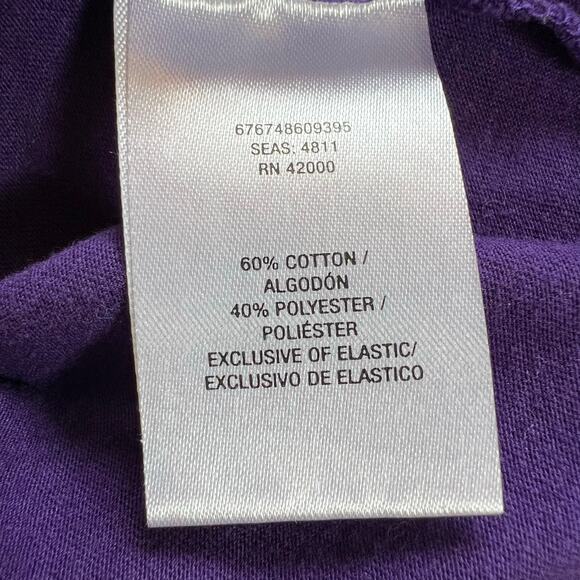 676748609395
SEAS: 4811
RN 42000
60% COTTON /
ALGODÓN
40% POLYESTER /
POLIÉSTER
EXCLUSIVE OF ELASTIC/
EXCLUSIVO DE ELASTICO